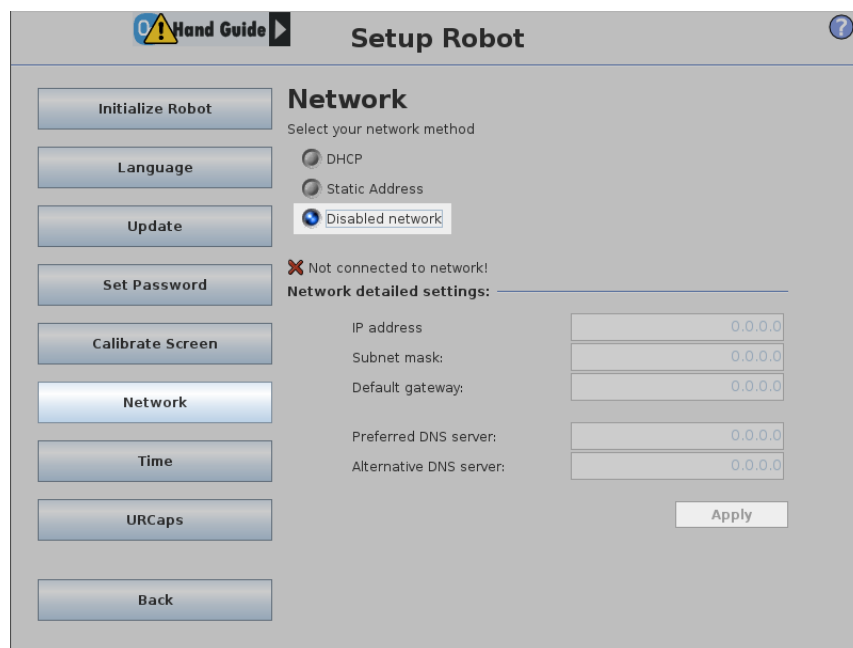 Hand Guide
Setup Robot
?
Initialize Robot
Language
Update
Set Password
Calibrate Screen
Network
Time
URCaps
Back
Network
Select your network method
DHCP
Static Address
Disabled network
Not connected to network!
Network detailed settings:
IP address 0.0.0.0
Subnet mask: 0.0.0.0
Default gateway: 0.0.0.0
Preferred DNS server: 0.0.0.0
Alternative DNS server: 0.0.0.0
Apply